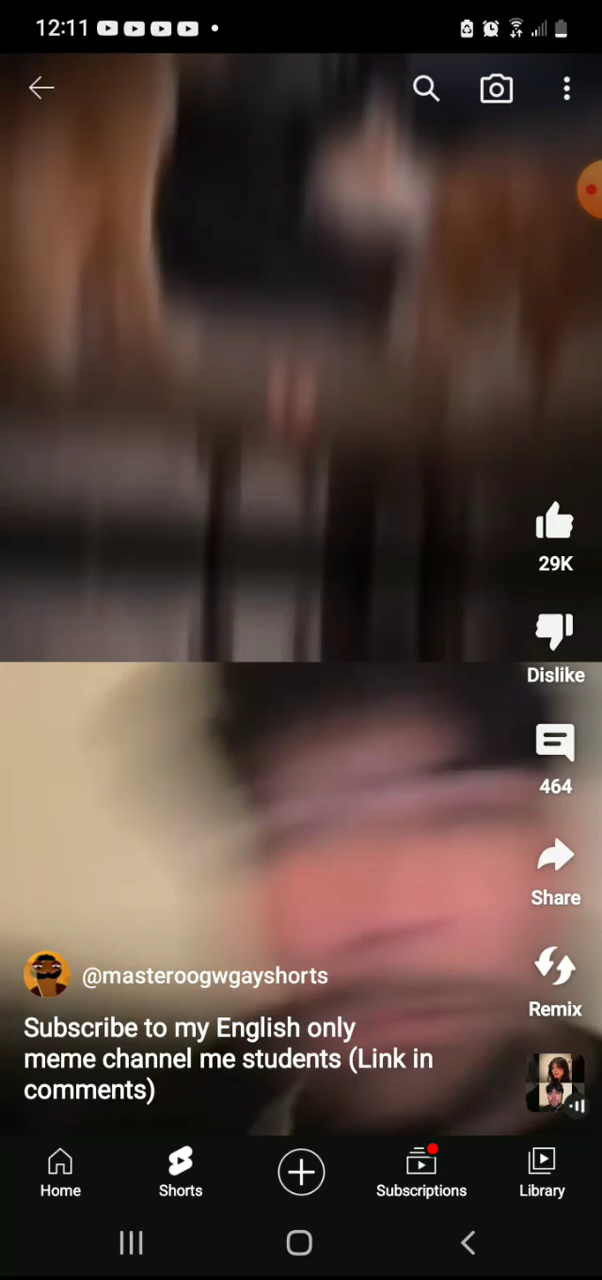 12:11
29K
Dislike
464
Share
Remix
@masteroogwgayshorts
Subscribe to my English only
meme channel me students (Link in
comments)
Home
Shorts
Subscriptions
Library